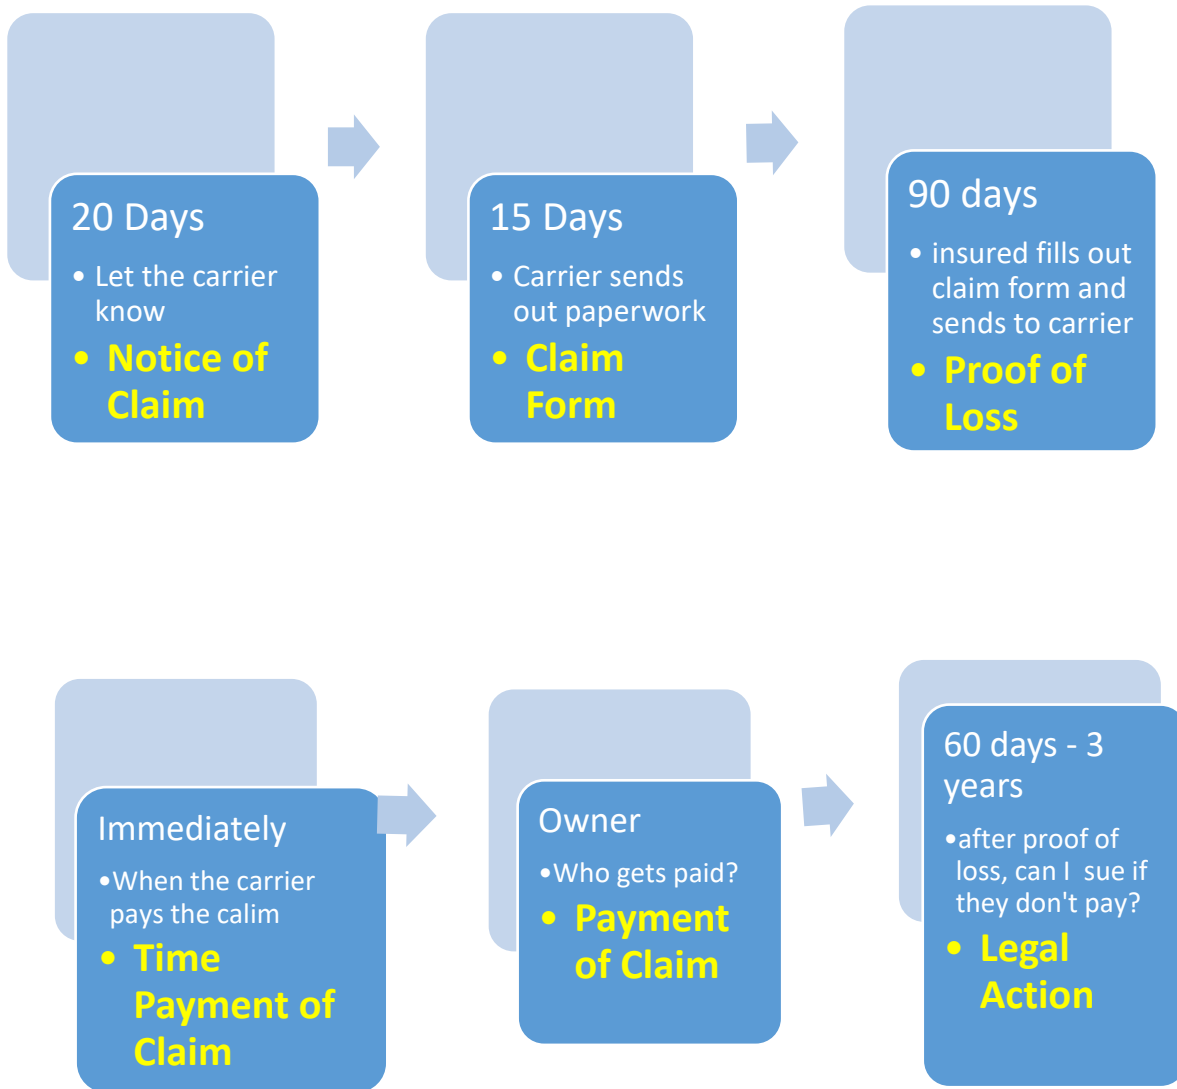 20 Days
• Let the carrier
know
• Notice of
Claim
15 Days
• Carrier sends
out paperwork
• Claim
Form
90 days
• insured fills out
claim form and
sends to carrier
• Proof of
Loss
Immediately
•When the carrier
pays the calim
• Time
Payment of
Claim
Owner
•Who gets paid?
• Payment
of Claim
60 days - 3
years
•after proof of
loss, can I  sue if
they don't pay?
• Legal
Action